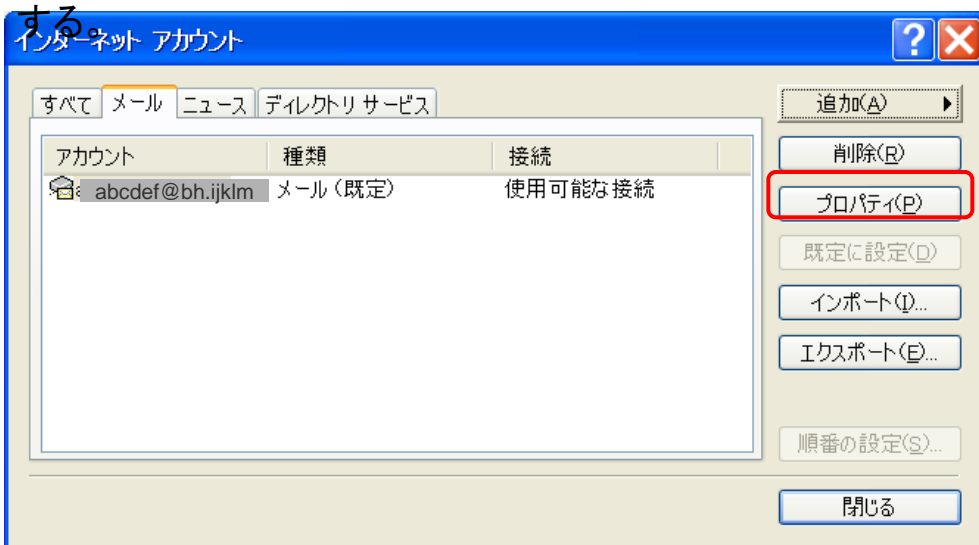 する。
インターネット アカウント
すべて メール ニュース ディレクトリ サービス
追加(A)
アカウント 種類 接続
削除(R)
abcdef@bh.ijklm メール (既定) 使用可能な接続
プロパティ(P)
既定に設定(D)
インポート(I)...
エクスポート(E)...
順番の設定(S)...
閉じる